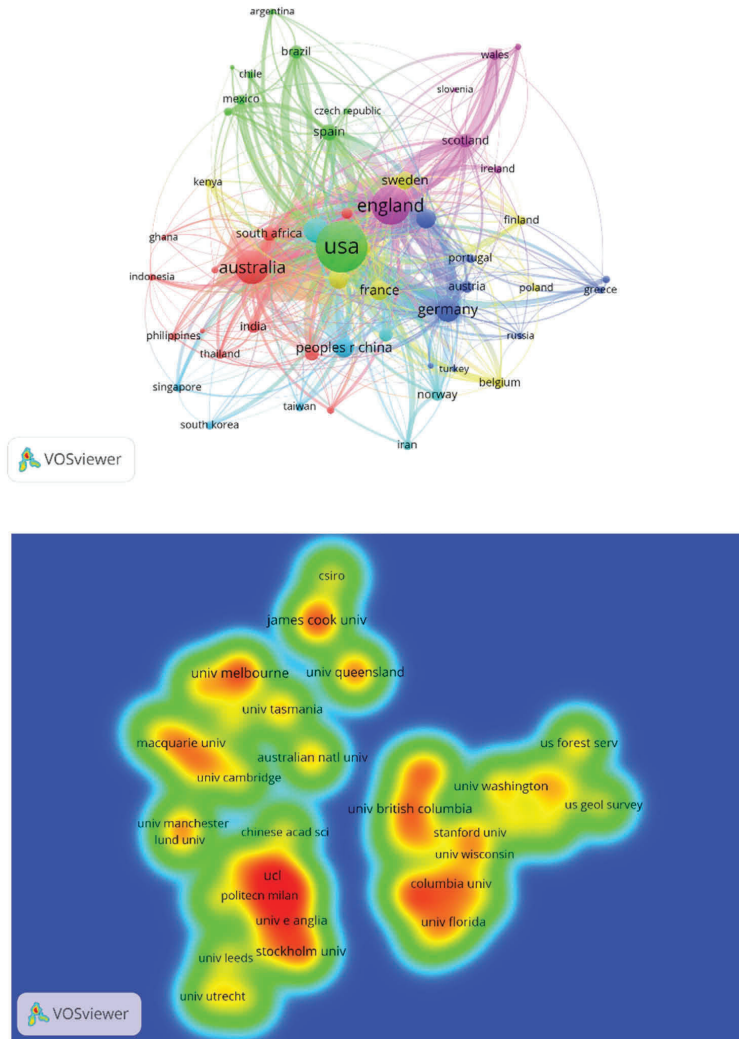 argentina
brazil
wales
chile
slovenia
mexico
czech republic
spain
scotland
ireland
kenya
sweden
england
finland
ghana
south africa
usa
portugal
indonesia
australia
france
austria
poland
greece
germany
philippines
india
russia
thailand
peoples r china
turkey
singapore
belgium
taiwan
norway
south korea
iran
VOSviewer
csiro
james cook univ
univ melbourne
univ queensland
univ tasmania
macquarie univ
us forest serv
australian natl univ
univ cambridge
univ washington
univ british columbia
us geol survey
univ manchester
chinese acad sci
stanford univ
lund univ
univ wisconsin
ucl
columbia univ
politecn milan
univ e anglia
univ florida
stockholm univ
univ leeds
univ utrecht
VOSviewer